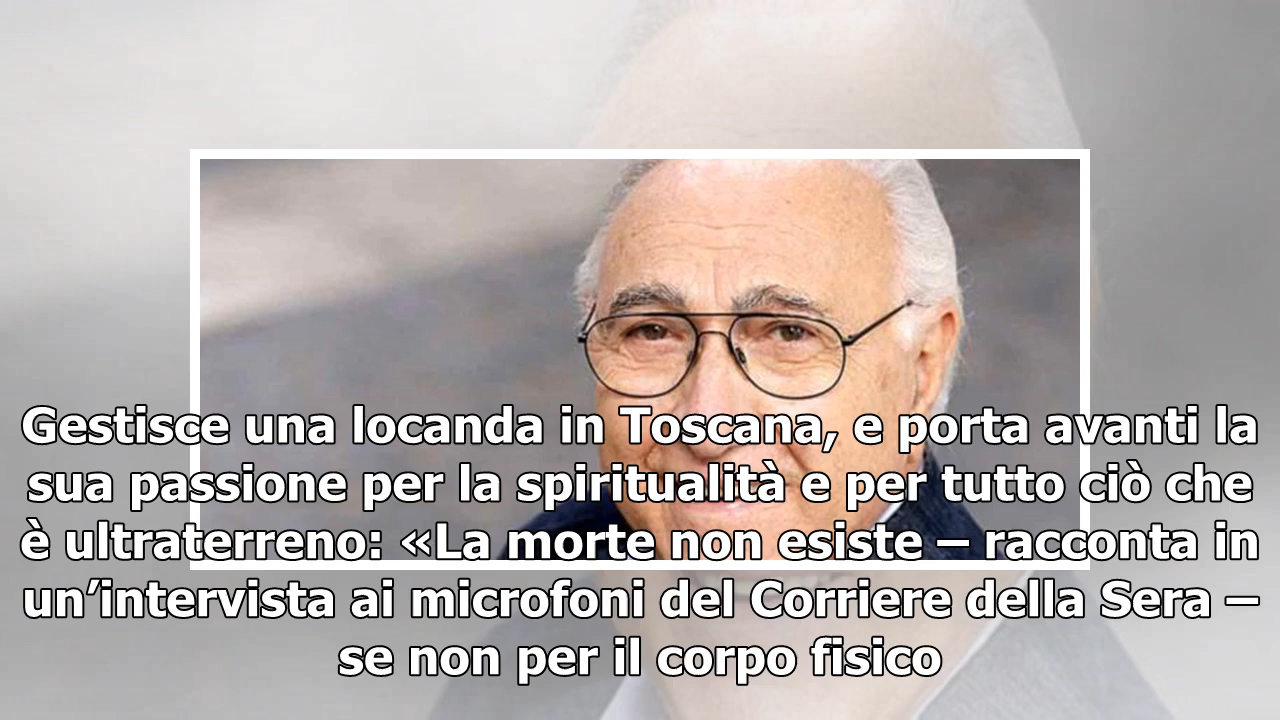 Gestisce una locanda in Toscana, e porta avanti la
sua passione per la spiritualità e per tutto ciò che
è ultraterreno: «La morte non esiste – racconta in
un’intervista ai microfoni del Corriere della Sera –
se non per il corpo fisico